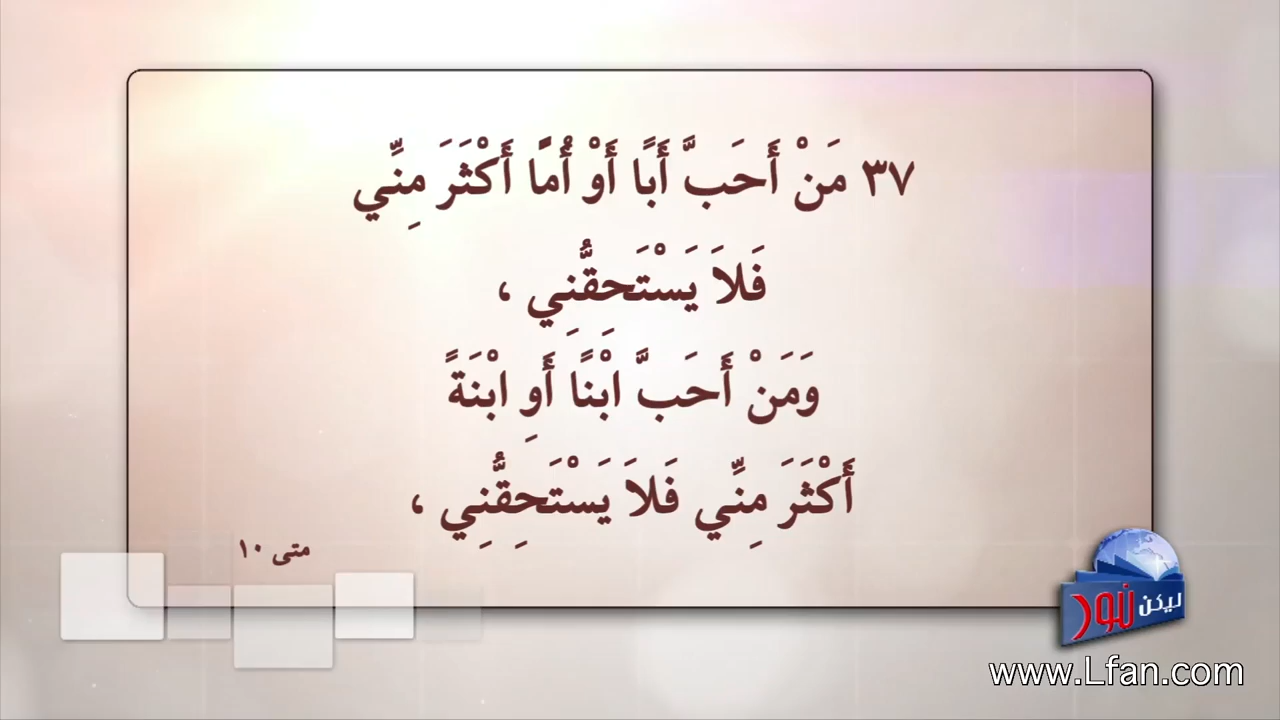 ٣٧ مَنْ أَحَبَّ أَبًا أَوْ أُمًّا أَكْثَرَ مِنِّي
فَلاَ يَسْتَحِقُّنِي ،
وَمَنْ أَحَبَّ ابْنًا أَوِ ابْنَةً
أَكْثَرَ مِنِّي فَلاَ يَسْتَحِقُّنِي ،
متى ١٠
ليكن نور
www.Lfan.com